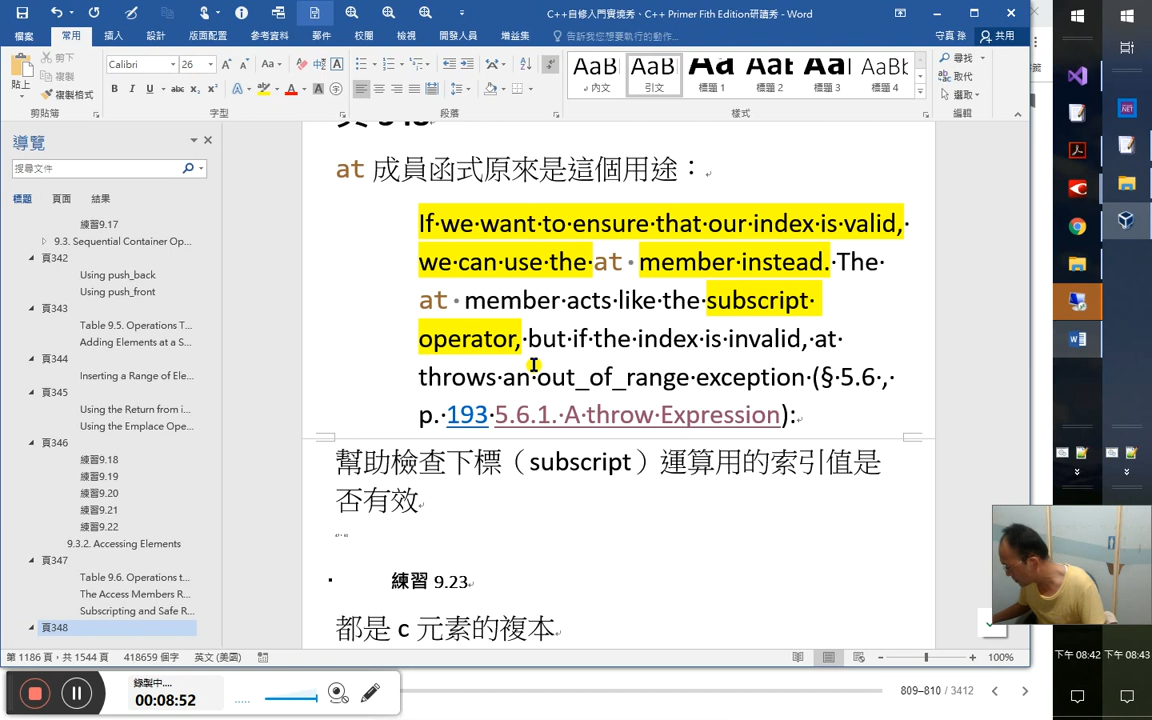 C++自修入門實境秀、C++ Primer Fifth Edition研讀秀 - Word
檔案 常用 插入 設計 版面配置 參考資料 郵件 校閱 檢視 開發人員 增益集 告訴我您想要執行的動作... 守真 孫 共用
貼上 剪下 複製 複製格式 剪貼簿
Calibri 26 字型
段落
AaB 內文 AaB 引文 Aa 標題 1 AaB 標題 2 AaB 標題 3 AaBb 標題 4 樣式
尋找 取代 選取 編輯
導覽
搜尋文件
標題 頁面 結果
練習9.17
9.3. Sequential Container Op...
頁342
Using push_back
Using push_front
頁343
Table 9.5. Operations T...
Adding Elements at a S...
頁344
Inserting a Range of Ele...
頁345
Using the Return from i...
Using the Emplace Ope...
頁346
練習9.18
練習9.19
練習9.20
練習9.21
練習9.22
9.3.2. Accessing Elements
頁347
Table 9.6. Operations t...
The Access Members R...
Subscripting and Safe R...
頁348
at 成員函式原來是這個用途：
If we want to ensure that our index is valid,
we can use the at member instead. The
at member acts like the subscript
operator, but if the index is invalid, at
throws an out_of_range exception (§ 5.6 ,
p. 193 5.6.1. A throw Expression):
幫助檢查下標（subscript）運算用的索引值是
否有效
練習 9.23
都是 c 元素的複本
第 1186 頁，共 1544 頁 418659 個字 英文 (美國) 100%
錄製中....
00:08:52
809–810 / 3412
下午 08:42 下午 08:43